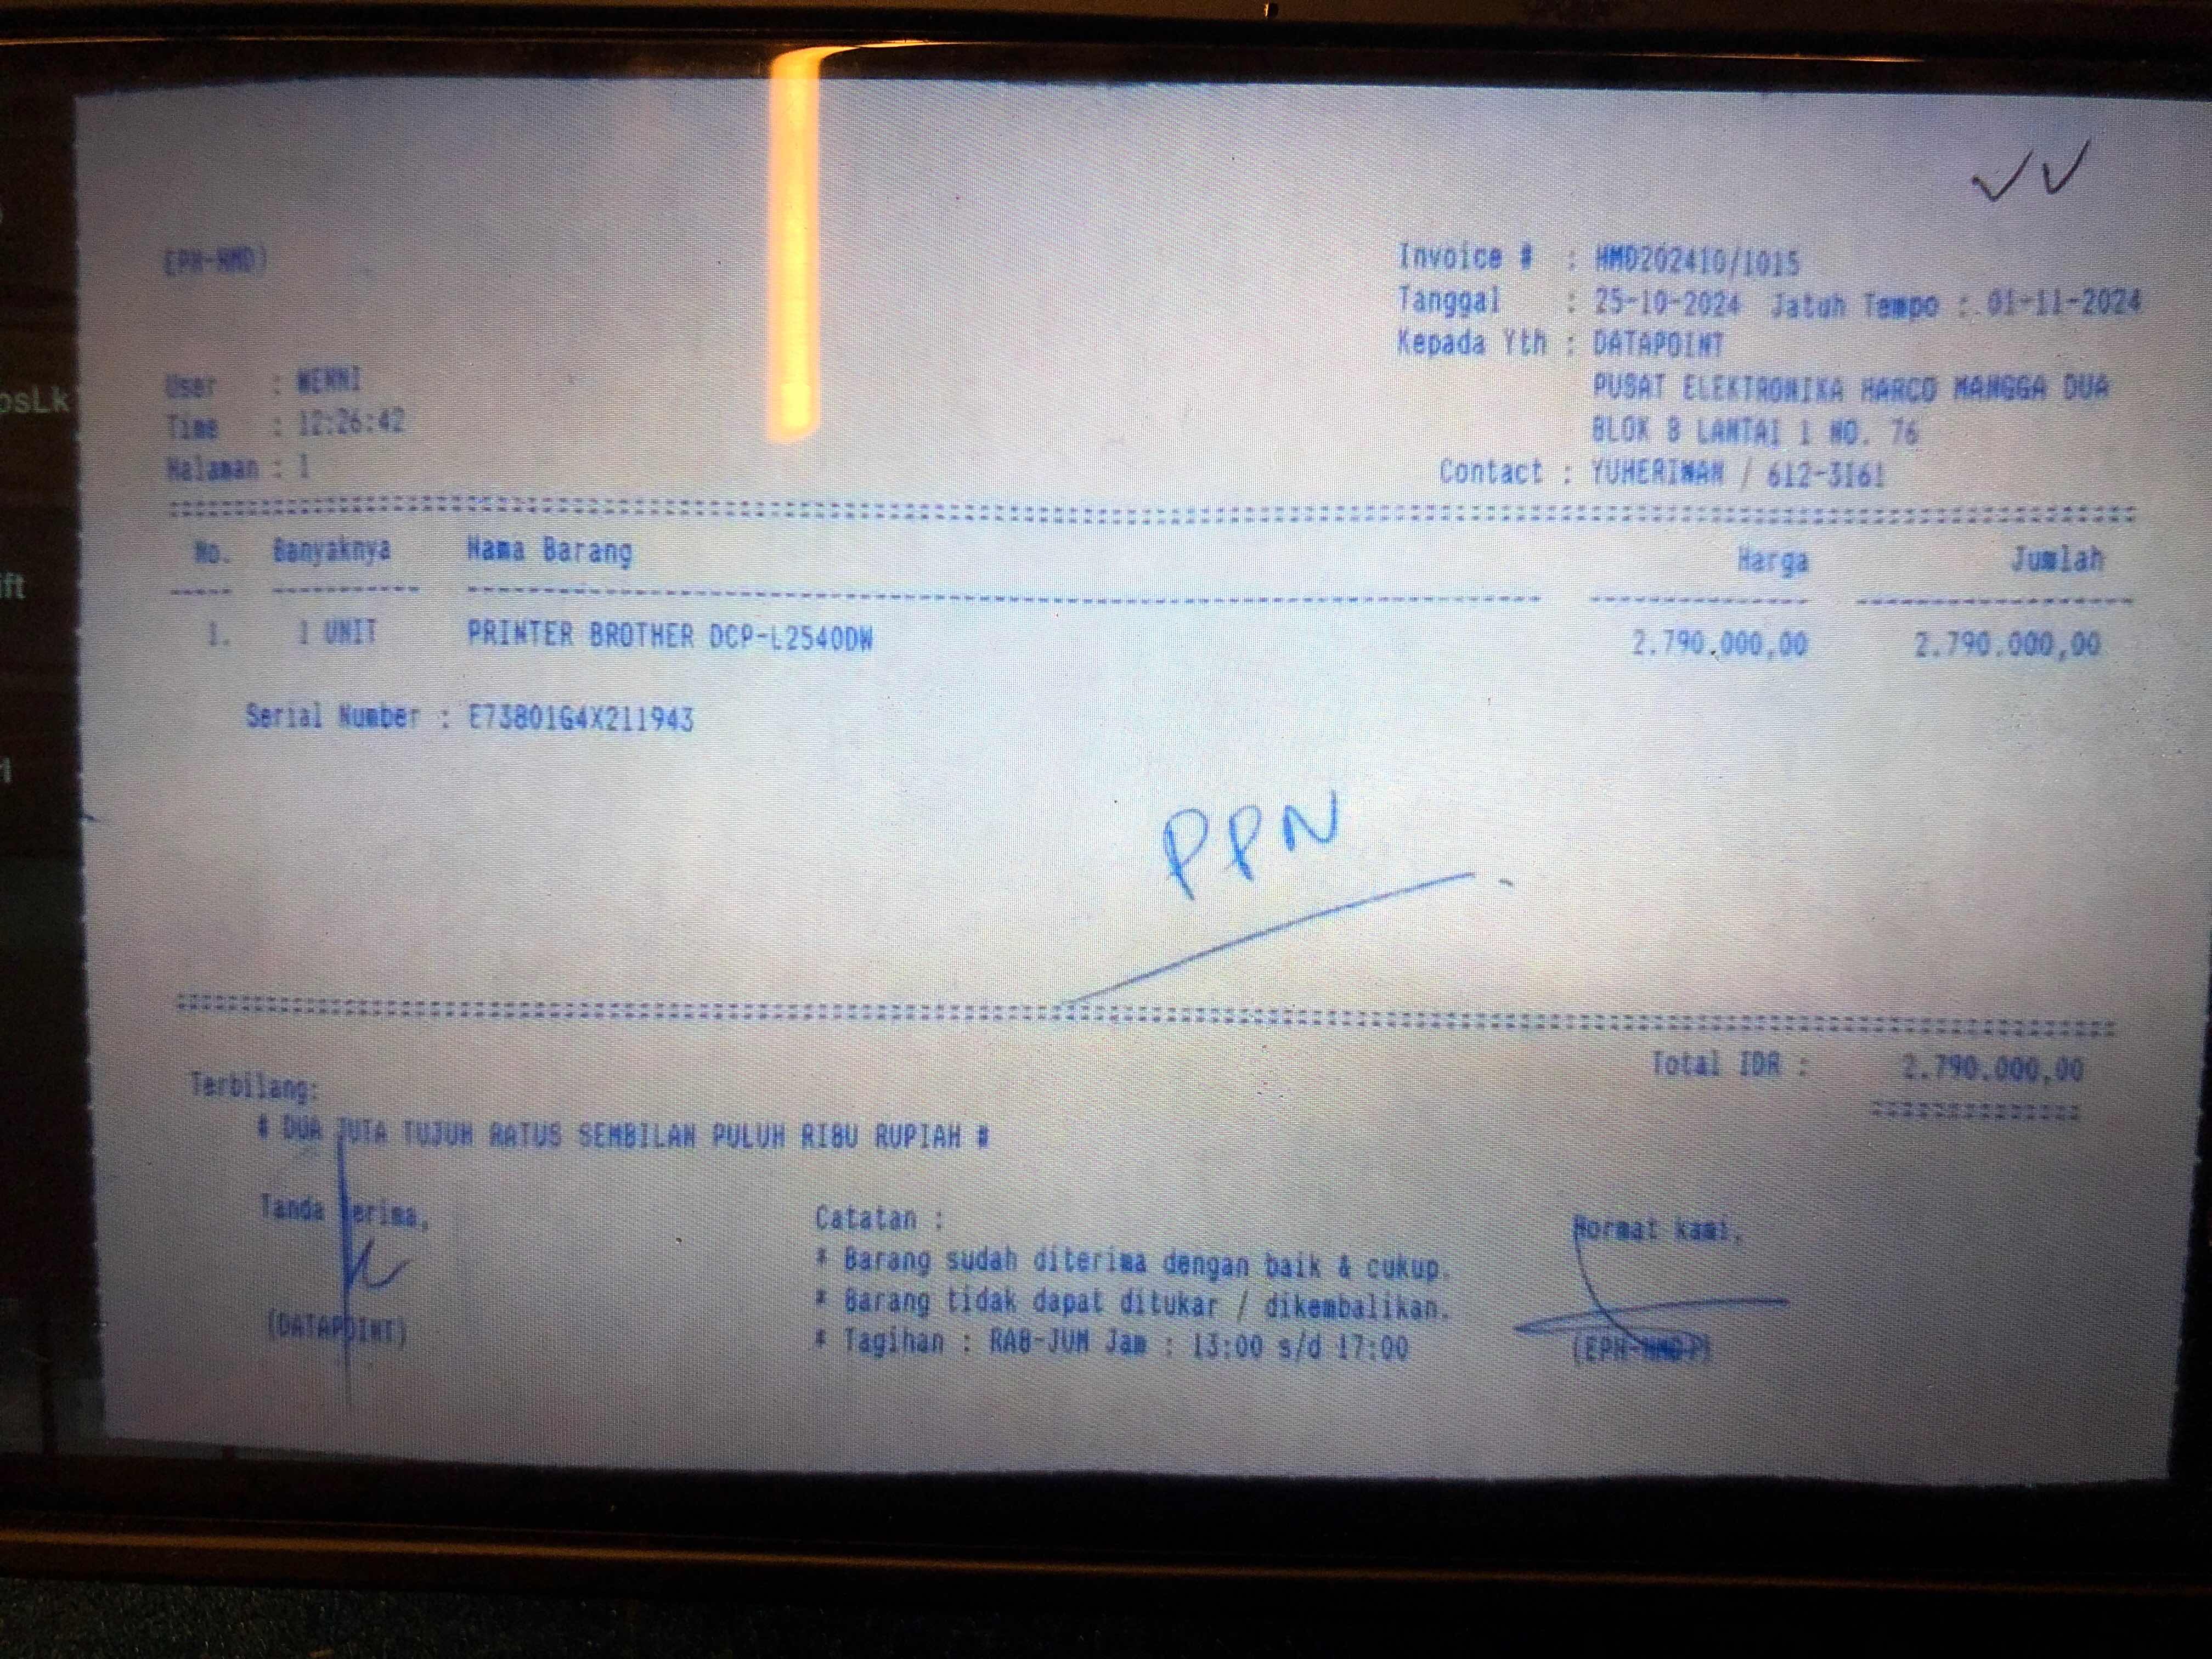 EPH-HMD)
Invoice # : HMD202410/1015
Tanggal : 25-10-2024 Jatuh Tempo : 01-11-2024
Kepada Yth : DATAPOINT
PUSAT ELEKTRONIKA HARCO MANGGA DUA
BLOK B LANTAI 1 NO. 76
Contact : YUHERIWAN / 612-3161
User : WENNI
Time : 12:26:42
Halaman : 1
No. Banyaknya Nama Barang Harga Jumlah
1. 1 UNIT PRINTER BROTHER DCP-L2540DW 2.790.000,00 2.790.000,00
Serial Number : E73801G4X211943
PPN
Total IDR : 2.790.000,00
Terbilang:
# DUA JUTA TUJUH RATUS SEMBILAN PULUH RIBU RUPIAH #
Tanda Terima,
(DATAPOINT)
Catatan :
* Barang sudah diterima dengan baik & cukup.
* Barang tidak dapat ditukar / dikembalikan.
* Tagihan : RAB-JUM Jam : 13:00 s/d 17:00
Hormat kami,
(EPH-HMD)